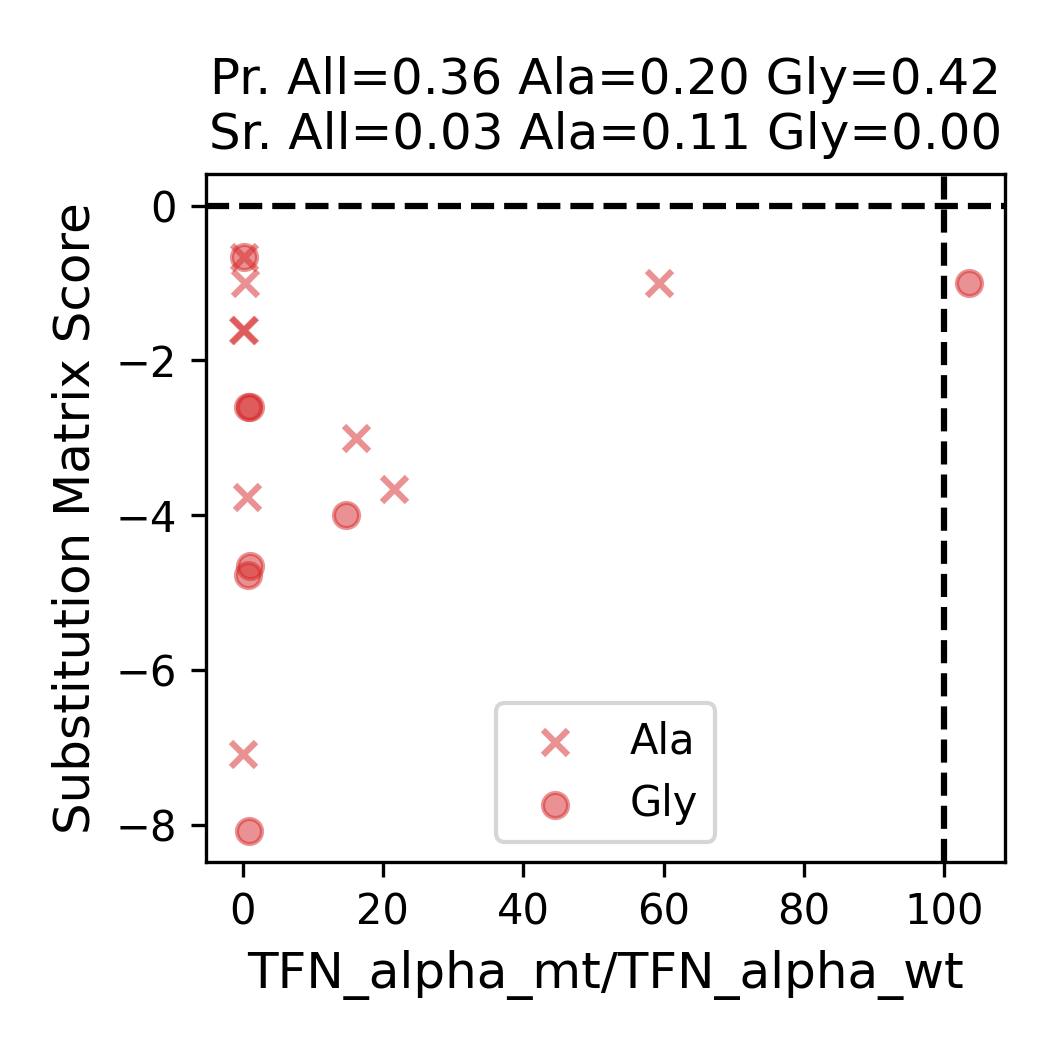 Pr. All=0.36 Ala=0.20 Gly=0.42
Sr. All=0.03 Ala=0.11 Gly=0.00
Substitution Matrix Score
0
−2
−4
−6
−8
Ala
Gly
0 20 40 60 80 100
TFN_alpha_mt/TFN_alpha_wt